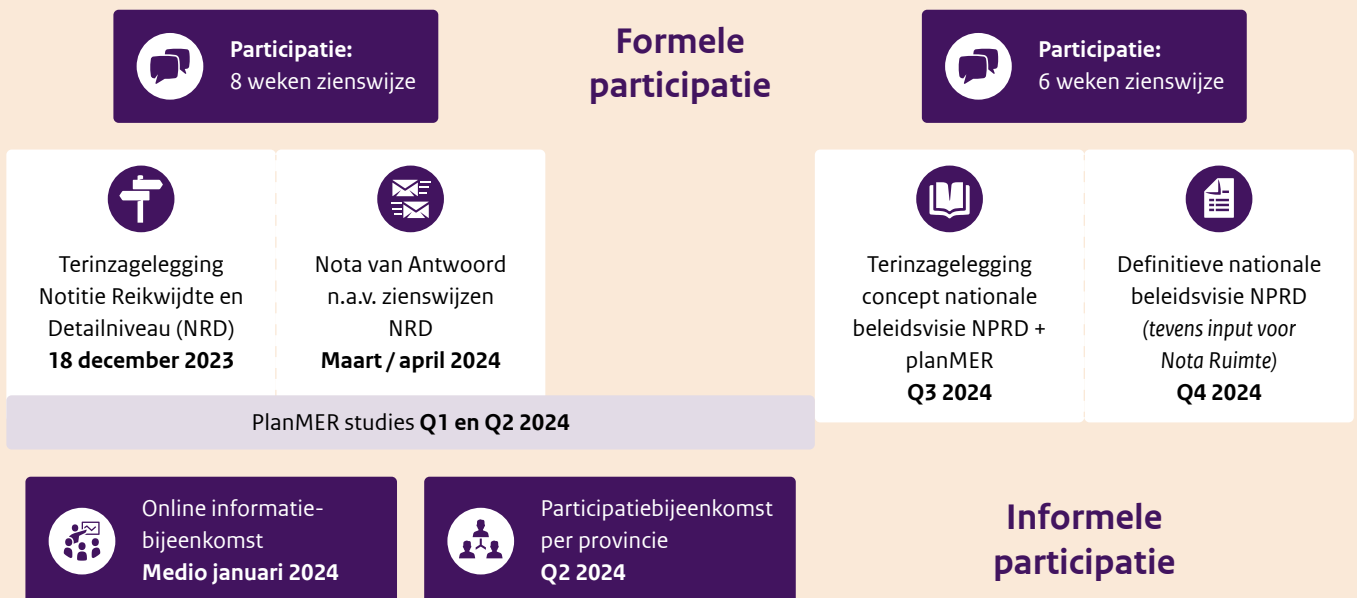 Participatie:
8 weken zienswijze
Formele
participatie
Participatie:
6 weken zienswijze
Terinzagelegging
Notitie Reikwijdte en
Detailniveau (NRD)
18 december 2023
Nota van Antwoord
n.a.v. zienswijzen
NRD
Maart / april 2024
Terinzagelegging
concept nationale
beleidsvisie NPRD +
planMER
Q3 2024
Definitieve nationale
beleidsvisie NPRD
(tevens input voor
Nota Ruimte)
Q4 2024
PlanMER studies Q1 en Q2 2024
Online informatie-
bijeenkomst
Medio januari 2024
Participatiebijeenkomst
per provincie
Q2 2024
Informele
participatie